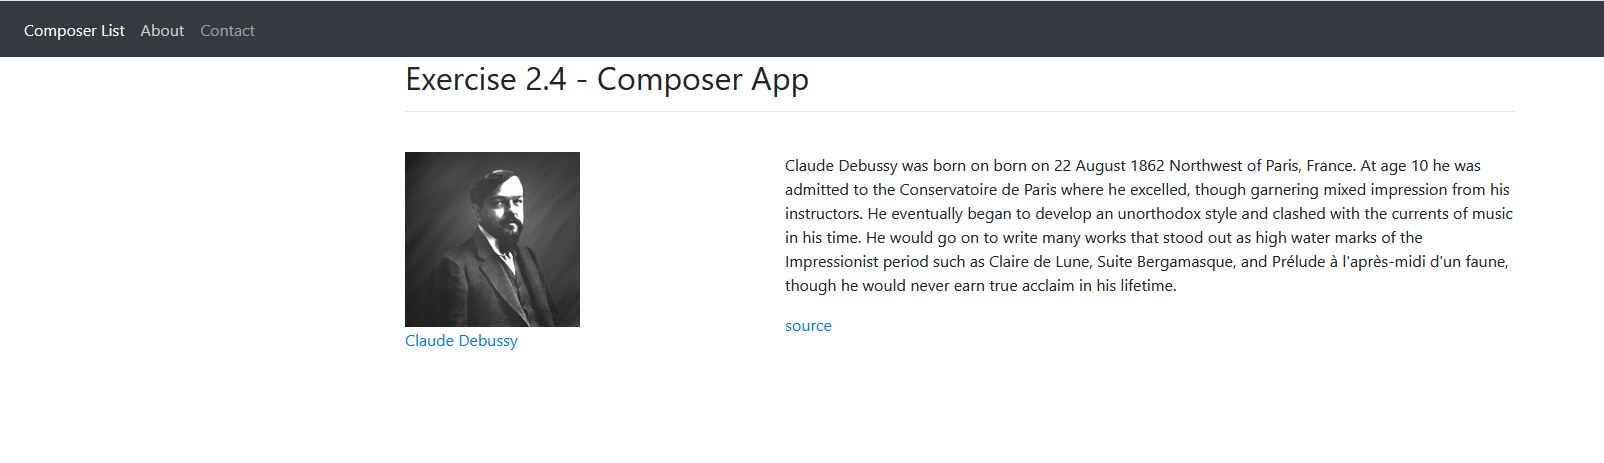 Composer List About Contact
Exercise 2.4 - Composer App
Claude Debussy was born on born on 22 August 1862 Northwest of Paris, France. At age 10 he was
admitted to the Conservatoire de Paris where he excelled, though garnering mixed impression from his
instructors. He eventually began to develop an unorthodox style and clashed with the currents of music
in his time. He would go on to write many works that stood out as high water marks of the
Impressionist period such as Claire de Lune, Suite Bergamasque, and Prélude à l'après-midi d'un faune,
though he would never earn true acclaim in his lifetime.
source
Claude Debussy